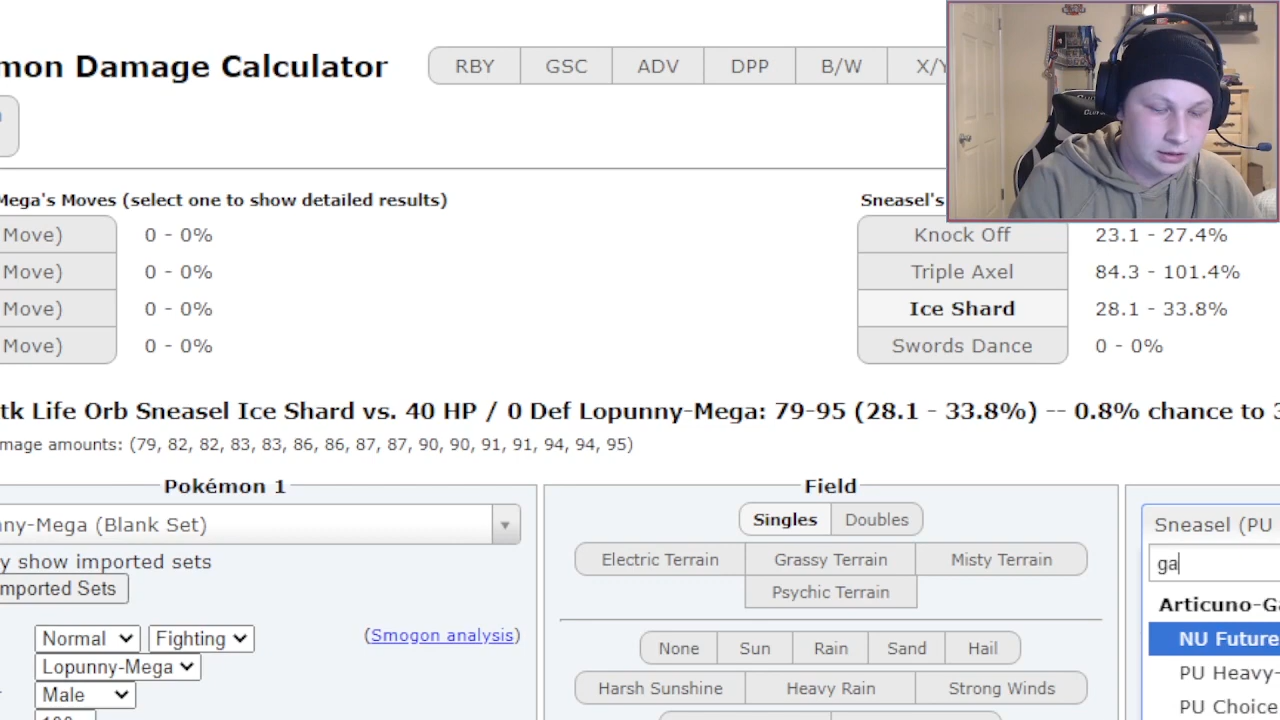 mon Damage Calculator
RBY GSC ADV DPP B/W X/Y
Mega's Moves (select one to show detailed results)
Sneasel's
Move) 0 - 0%
Knock Off 23.1 - 27.4%
Move) 0 - 0%
Triple Axel 84.3 - 101.4%
Move) 0 - 0%
Ice Shard 28.1 - 33.8%
Move) 0 - 0%
Swords Dance 0 - 0%
tk Life Orb Sneasel Ice Shard vs. 40 HP / 0 Def Lopunny-Mega: 79-95 (28.1 - 33.8%) -- 0.8% chance to 3
mage amounts: (79, 82, 82, 83, 83, 86, 86, 87, 87, 90, 90, 91, 91, 94, 94, 95)
Pokémon 1
nny-Mega (Blank Set)
y show imported sets
mported Sets
Normal Fighting (Smogon analysis)
Lopunny-Mega
Male
100
Field
Singles Doubles
Electric Terrain Grassy Terrain Misty Terrain
Psychic Terrain
None Sun Rain Sand Hail
Harsh Sunshine Heavy Rain Strong Winds
Sneasel (PU
ga
Articuno-Ga
NU Future
PU Heavy-
PU Choice